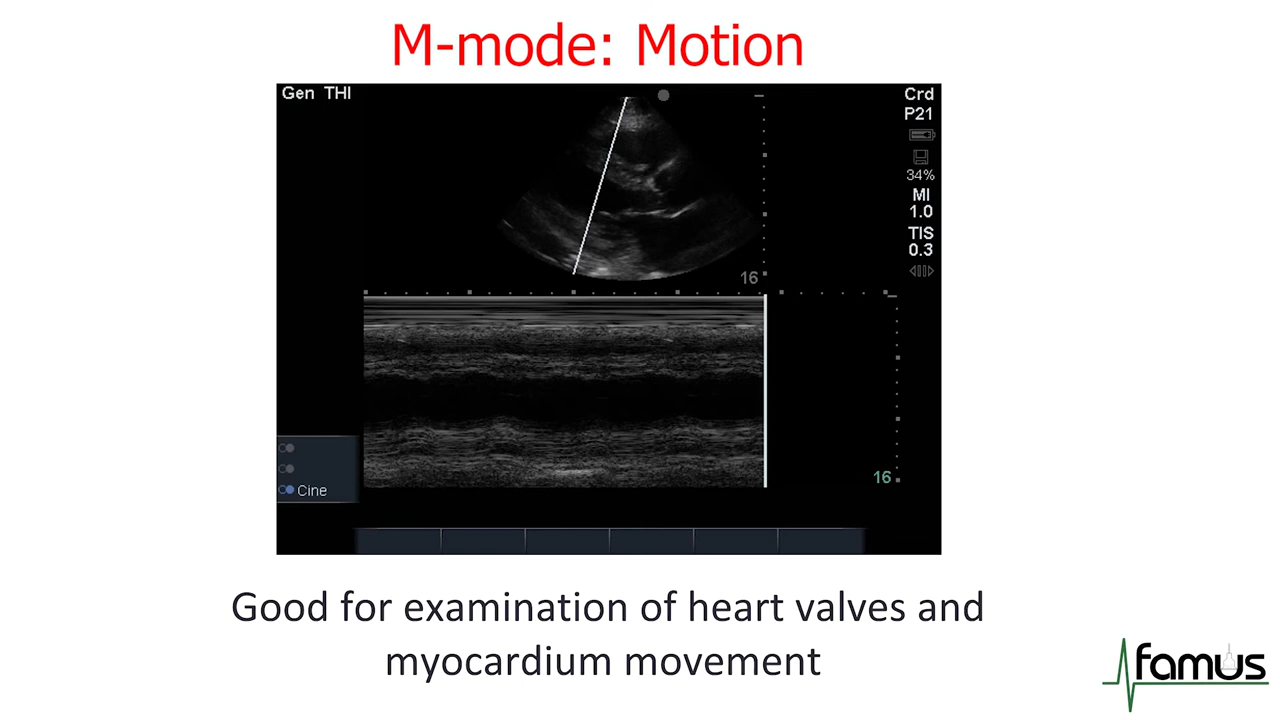 M-mode: Motion
Gen THI
Crd
P21
34%
MI
1.0
TIS
0.3
16
16
Cine
Good for examination of heart valves and
myocardium movement
famus